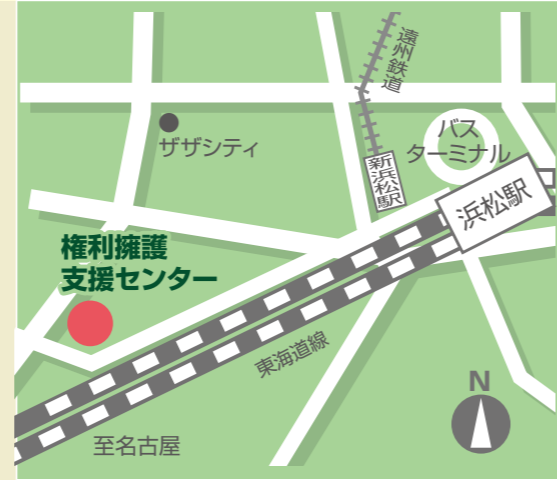 遠州鉄道
バス
ターミナル
ザザシティ
新浜松駅
浜松駅
権利擁護
支援センター
東海道線
N
至名古屋